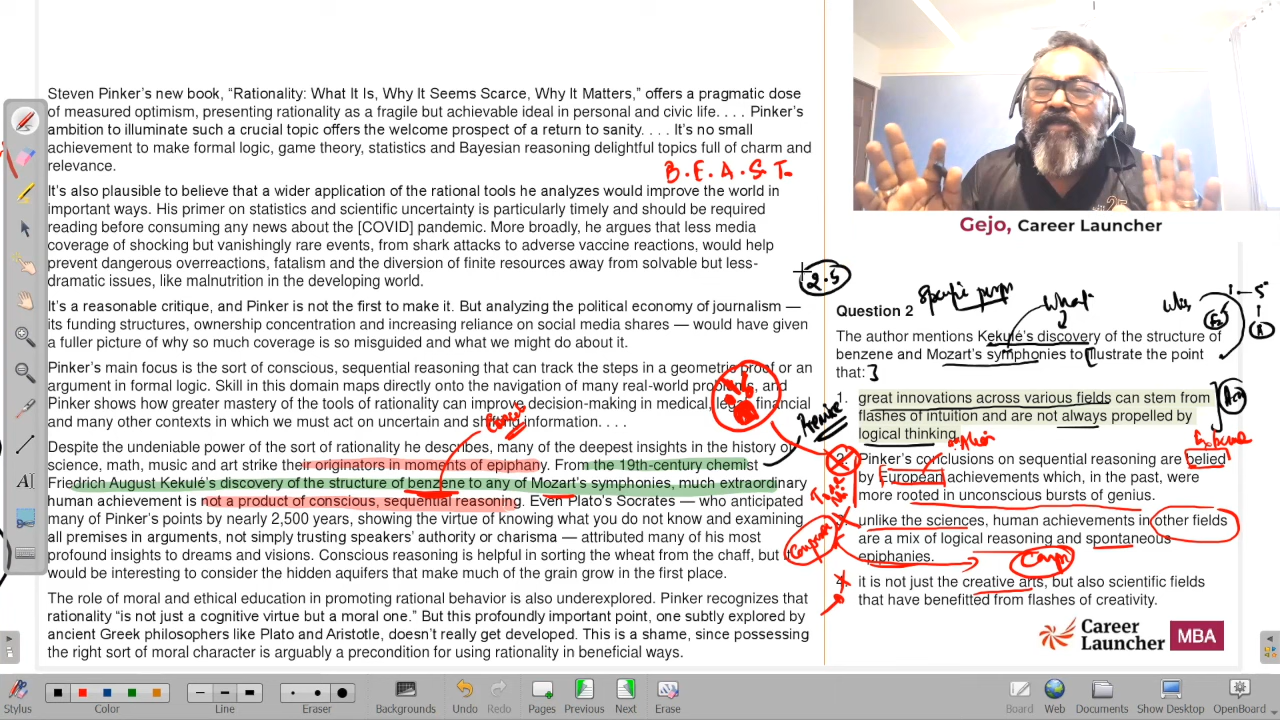 Steven Pinker's new book, "Rationality: What It Is, Why It Seems Scarce, Why It Matters," offers a pragmatic dose
of measured optimism, presenting rationality as a fragile but achievable ideal in personal and civic life. . . . Pinker's
ambition to illuminate such a crucial topic offers the welcome prospect of a return to sanity. . . . It's no small
achievement to make formal logic, game theory, statistics and Bayesian reasoning delightful topics full of charm and
relevance.
B.E.A.S.T.
It's also plausible to believe that a wider application of the rational tools he analyzes would improve the world in
important ways. His primer on statistics and scientific uncertainty is particularly timely and should be required
reading before consuming any news about the [COVID] pandemic. More broadly, he argues that less media
coverage of shocking but vanishingly rare events, from shark attacks to adverse vaccine reactions, would help
prevent dangerous overreactions, fatalism and the diversion of finite resources away from solvable but less-
dramatic issues, like malnutrition in the developing world.
It's a reasonable critique, and Pinker is not the first to make it. But analyzing the political economy of journalism —
its funding structures, ownership concentration and increasing reliance on social media shares — would have given
a fuller picture of why so much coverage is so misguided and what we might do about it.
Pinker's main focus is the sort of conscious, sequential reasoning that can track the steps in a geometric proof or an
argument in formal logic. Skill in this domain maps directly onto the navigation of many real-world problems, and
Pinker shows how greater mastery of the tools of rationality can improve decision-making in medical, legal, financial
and many other contexts in which we must act on uncertain and shifting information. . . .
Despite the undeniable power of the sort of rationality he describes, many of the deepest insights in the history of
science, math, music and art strike their originators in moments of epiphany. From the 19th-century chemist
Friedrich August Kekulé's discovery of the structure of benzene to any of Mozart's symphonies, much extraordinary
human achievement is not a product of conscious, sequential reasoning. Even Plato's Socrates — who anticipated
many of Pinker's points by nearly 2,500 years, showing the virtue of knowing what you do not know and examining
all premises in arguments, not simply trusting speakers' authority or charisma — attributed many of his most
profound insights to dreams and visions. Conscious reasoning is helpful in sorting the wheat from the chaff, but it
would be interesting to consider the hidden aquifers that make much of the grain grow in the first place.
The role of moral and ethical education in promoting rational behavior is also underexplored. Pinker recognizes that
rationality "is not just a cognitive virtue but a moral one." But this profoundly important point, one subtly explored by
ancient Greek philosophers like Plato and Aristotle, doesn't really get developed. This is a shame, since possessing
the right sort of moral character is arguably a precondition for using rationality in beneficial ways.
Gejo, Career Launcher
2.5
what
Question 2
The author mentions Kekulé's discovery of the structure of
benzene and Mozart's symphonies to illustrate the point
that:
1. great innovations across various fields can stem from
flashes of intuition and are not always propelled by
logical thinking.
Extreme
2. Pinker's conclusions on sequential reasoning are belied
by European achievements which, in the past, were
more rooted in unconscious bursts of genius.
unlike the sciences, human achievements in other fields
are a mix of logical reasoning and spontaneous
epiphanies.
4. it is not just the creative arts, but also scientific fields
that have benefitted from flashes of creativity.
Career
Launcher
MBA
Stylus
Color
Line
Eraser
Backgrounds
Undo
Redo
Pages
Previous
Next
Erase
Board
Web
Documents
Show Desktop
OpenBoard